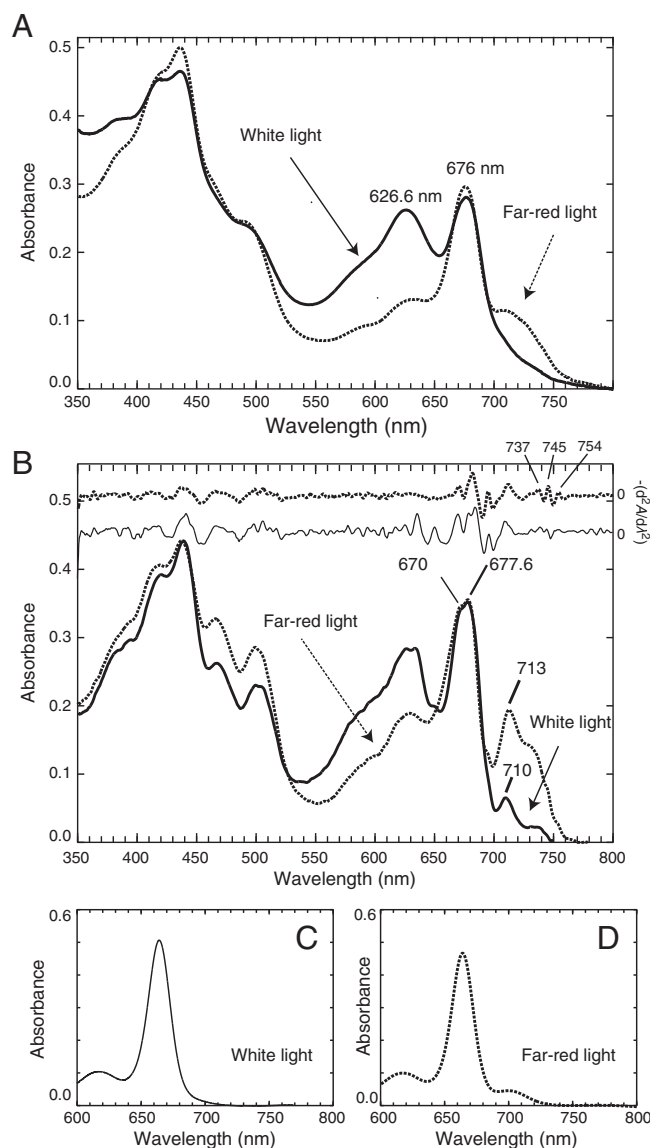 A
0.5
0.4
0.3
0.2
0.1
0.0
Absorbance
White light
626.6 nm
676 nm
Far-red light
350 400 450 500 550 600 650 700 750 800
Wavelength (nm)
B
737 745 754
0
0
-(d²A/dλ²)
0.5
0.4
0.3
0.2
0.1
0.0
Absorbance
670
677.6
Far-red light
713
White light
710
350 400 450 500 550 600 650 700 750 800
Wavelength (nm)
C
0.6
0.0
Absorbance
White light
600 650 700 750 800
Wavelength (nm)
D
0.6
0.0
Absorbance
Far-red light
600 650 700 750 800
Wavelength (nm)